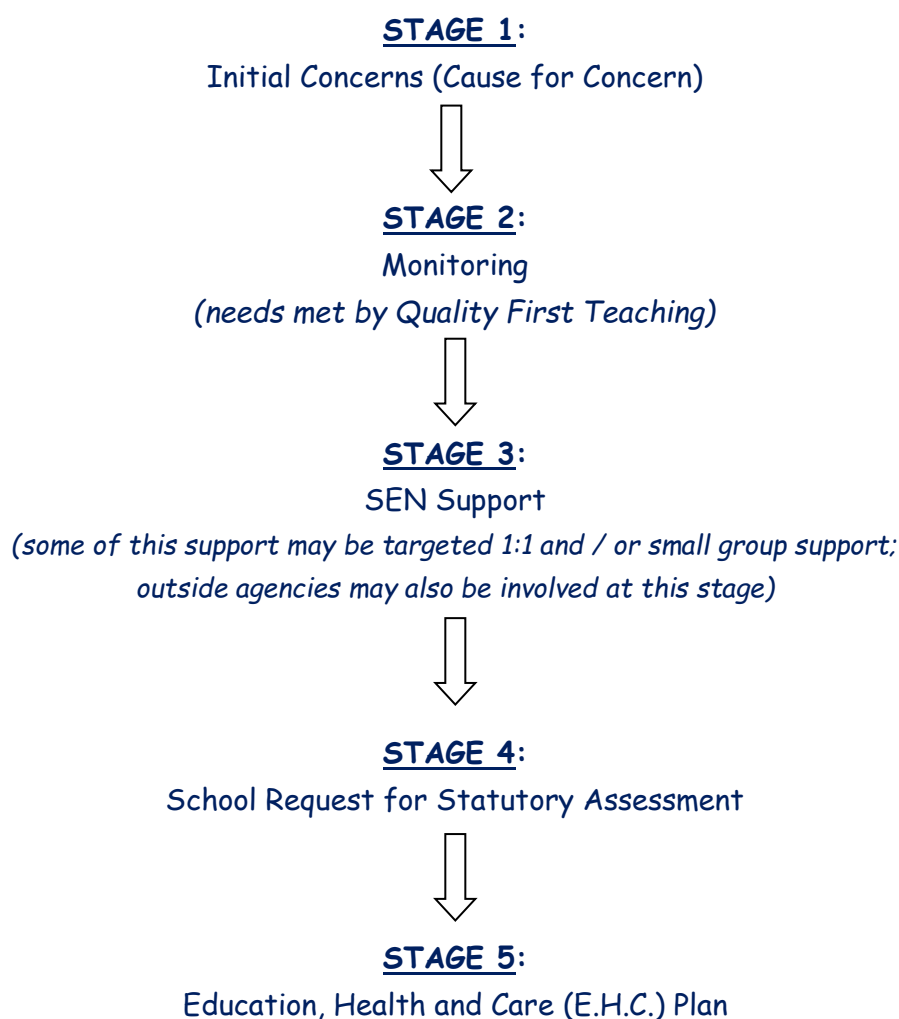 STAGE 1:
Initial Concerns (Cause for Concern)
STAGE 2:
Monitoring
(needs met by Quality First Teaching)
STAGE 3:
SEN Support
(some of this support may be targeted 1:1 and / or small group support;
outside agencies may also be involved at this stage)
STAGE 4:
School Request for Statutory Assessment
STAGE 5:
Education, Health and Care (E.H.C.) Plan